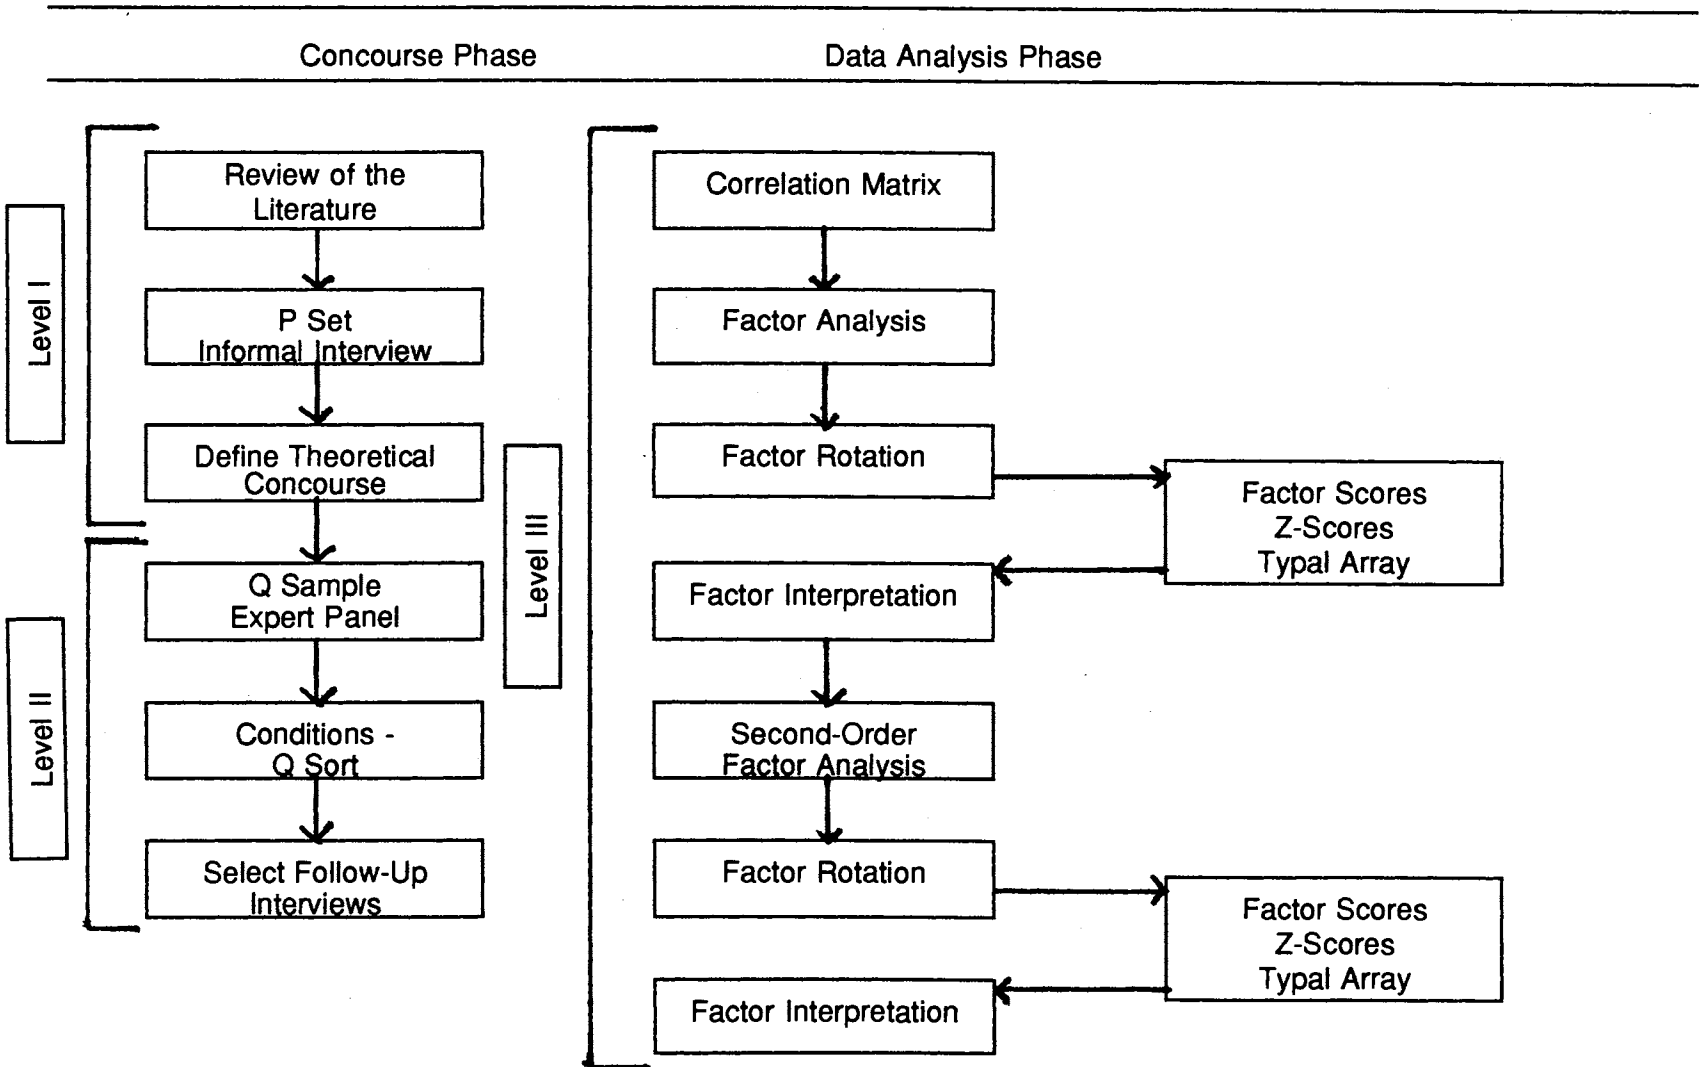 Concourse Phase
Data Analysis Phase
Level I
Review of the
Literature
P Set
Informal Interview
Define Theoretical
Concourse
Level II
Q Sample
Expert Panel
Conditions -
Q Sort
Select Follow-Up
Interviews
Level III
Correlation Matrix
Factor Analysis
Factor Rotation
Factor Scores
Z-Scores
Typal Array
Factor Interpretation
Second-Order
Factor Analysis
Factor Rotation
Factor Scores
Z-Scores
Typal Array
Factor Interpretation